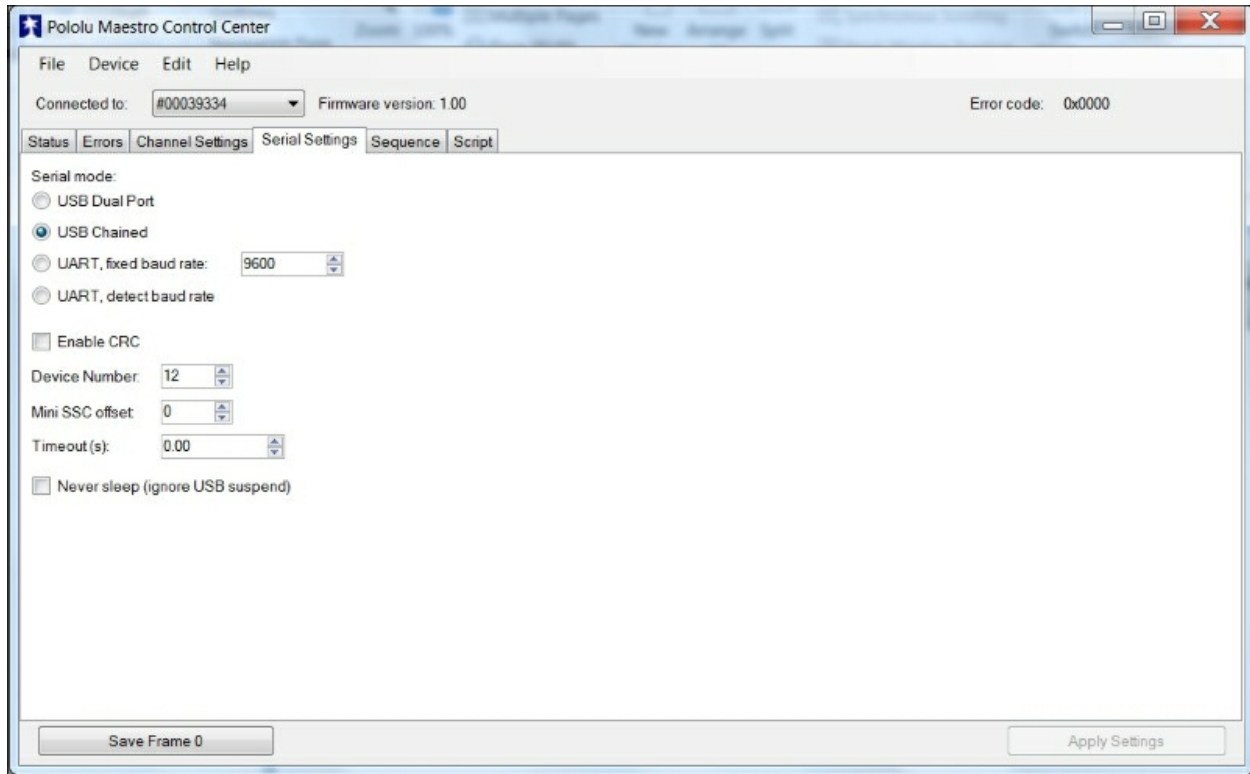 Pololu Maestro Control Center
File Device Edit Help
Connected to: #00039334 Firmware version: 1.00 Error code: 0x0000
Status Errors Channel Settings Serial Settings Sequence Script
Serial mode:
USB Dual Port
USB Chained
UART, fixed baud rate: 9600
UART, detect baud rate
Enable CRC
Device Number: 12
Mini SSC offset: 0
Timeout (s): 0.00
Never sleep (ignore USB suspend)
Save Frame 0 Apply Settings